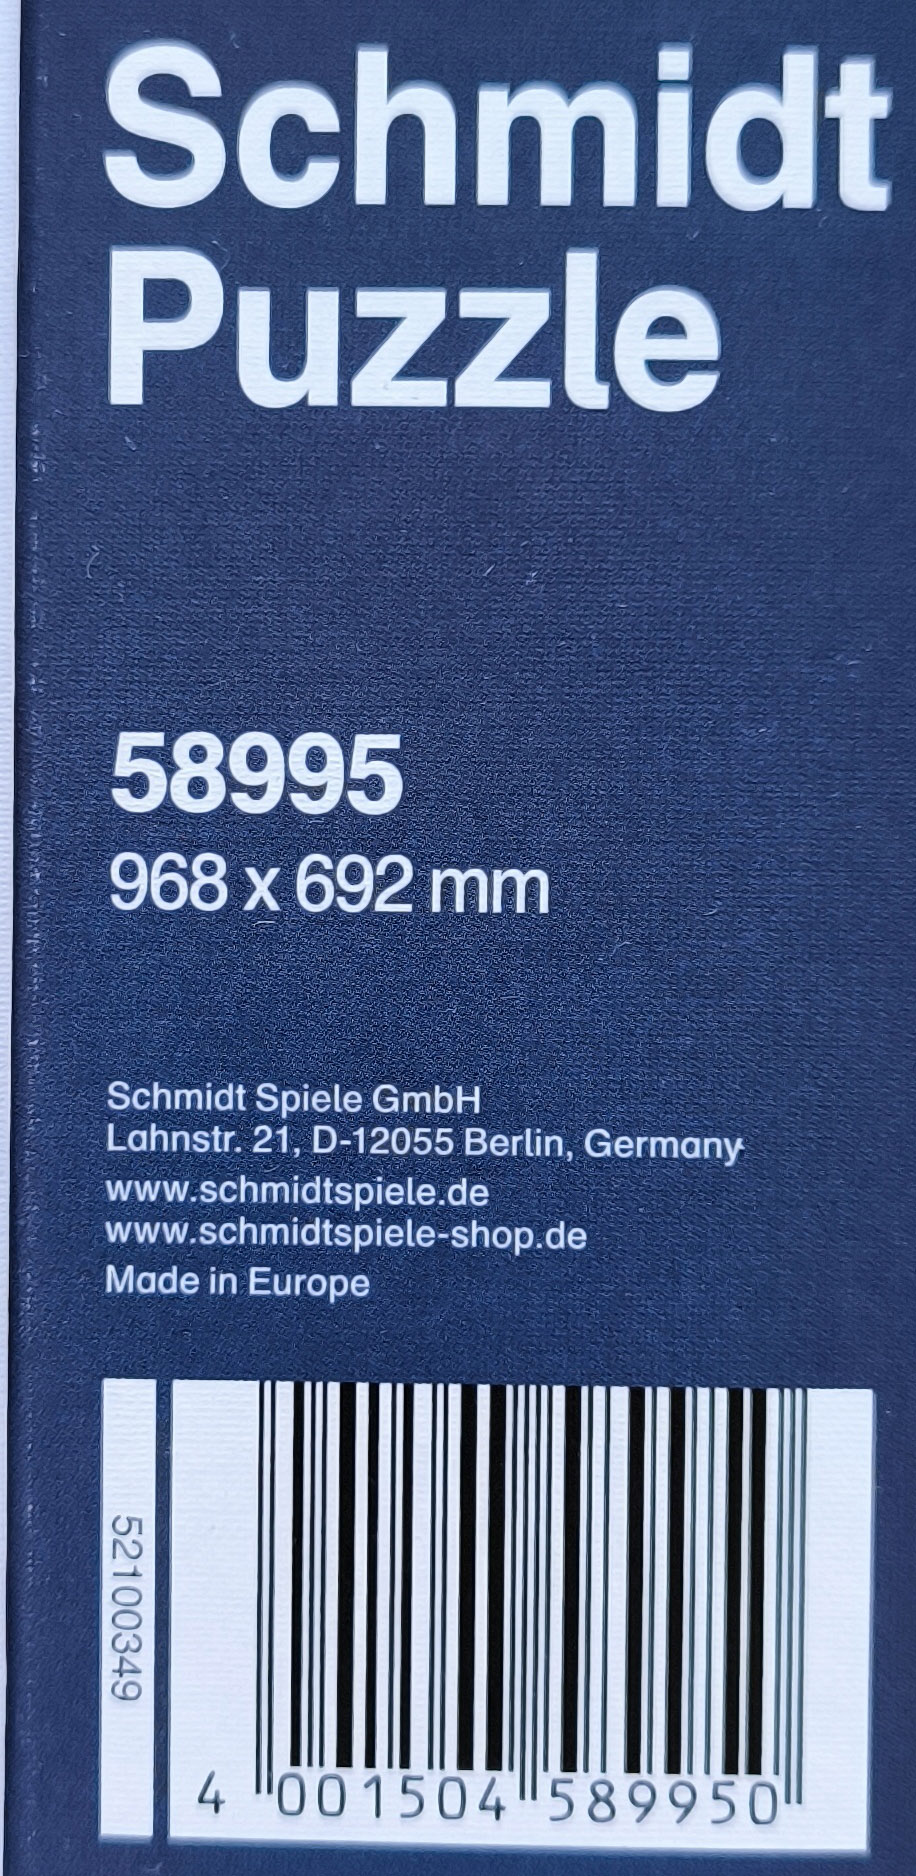 Schmidt
Puzzle
58995
968 x 692 mm
Schmidt Spiele GmbH
Lahnstr. 21, D-12055 Berlin, Germany
www.schmidtspiele.de
www.schmidtspiele-shop.de
Made in Europe
52100349
4 001504 589950